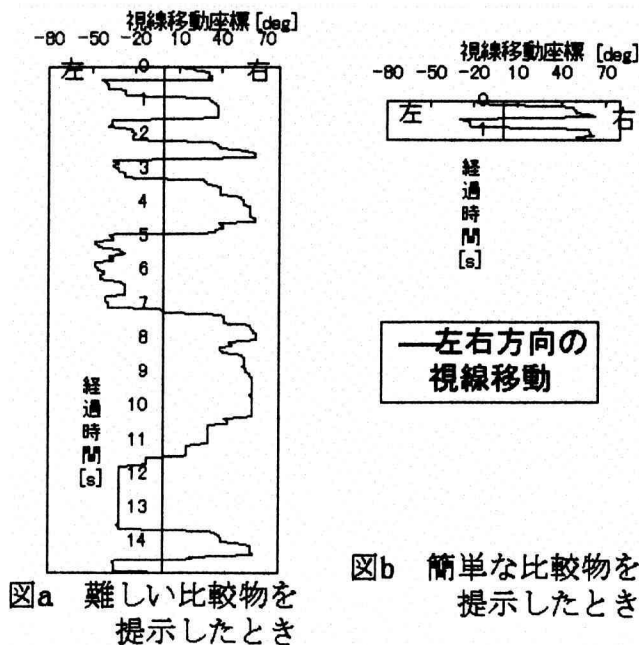 視線移動座標 [deg]
-80 -50 -20 10 40 70
左 右
0
1
2
3
4
5
6
7
8
9
10
11
12
13
14
経過時間[s]
図a 難しい比較物を
提示したとき
視線移動座標 [deg]
-80 -50 -20 10 40 70
左 右
0
1
経過時間[s]
―左右方向の
視線移動
図b 簡単な比較物を
提示したとき